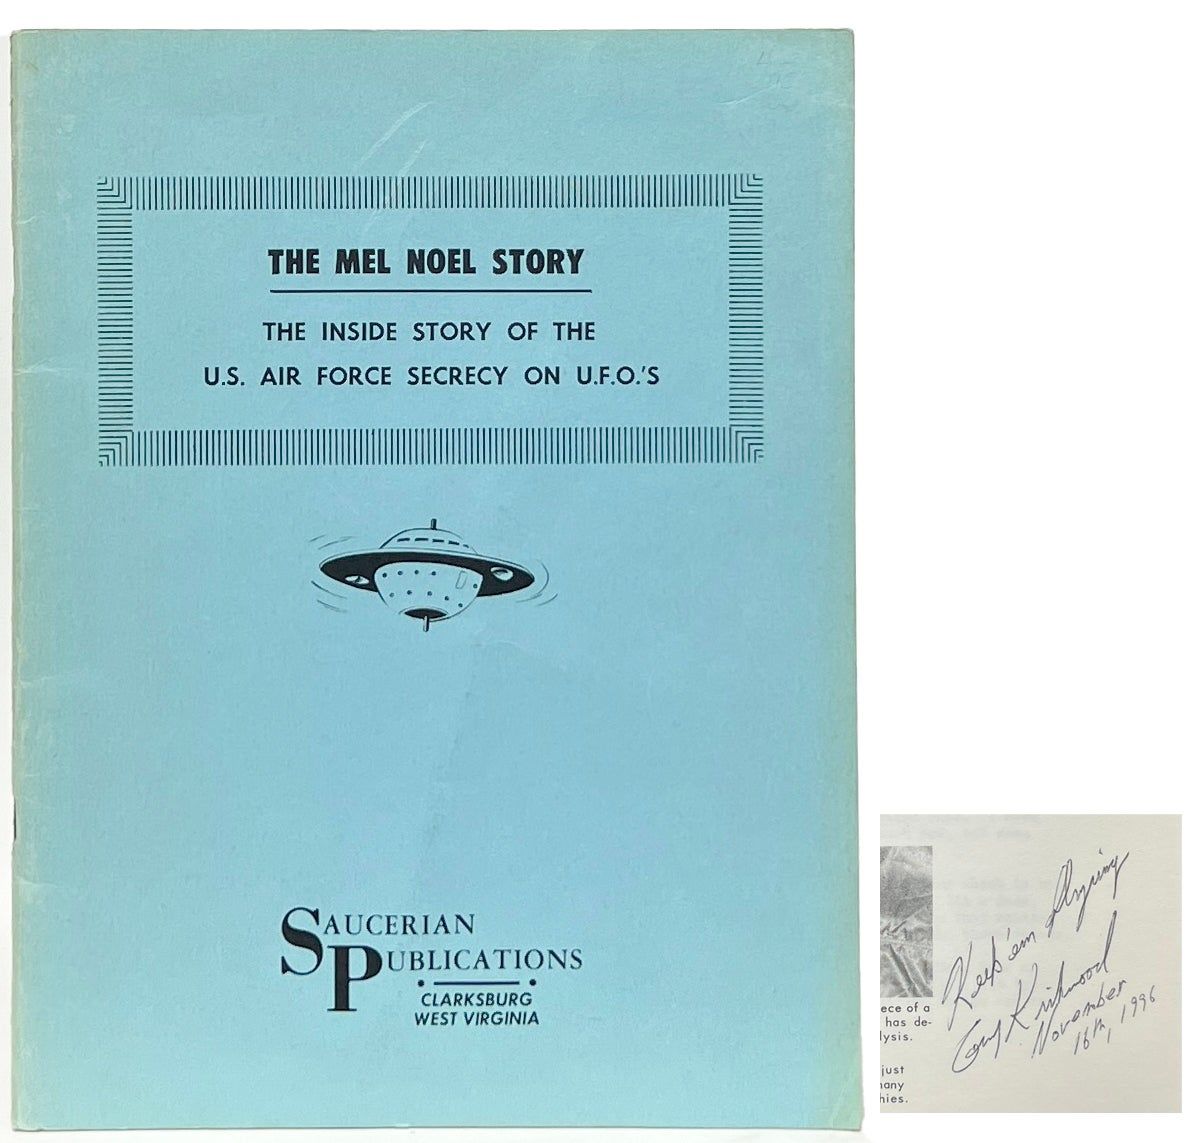 THE MEL NOEL STORY
THE INSIDE STORY OF THE
U.S. AIR FORCE SECRECY ON U.F.O.'S
SAUCERIAN
PUBLICATIONS
CLARKSBURG
WEST VIRGINIA
Keep 'em Flying
Kirkwood
November
16th, 1996
ece of a
has de-
lysis.
just
many
hies.